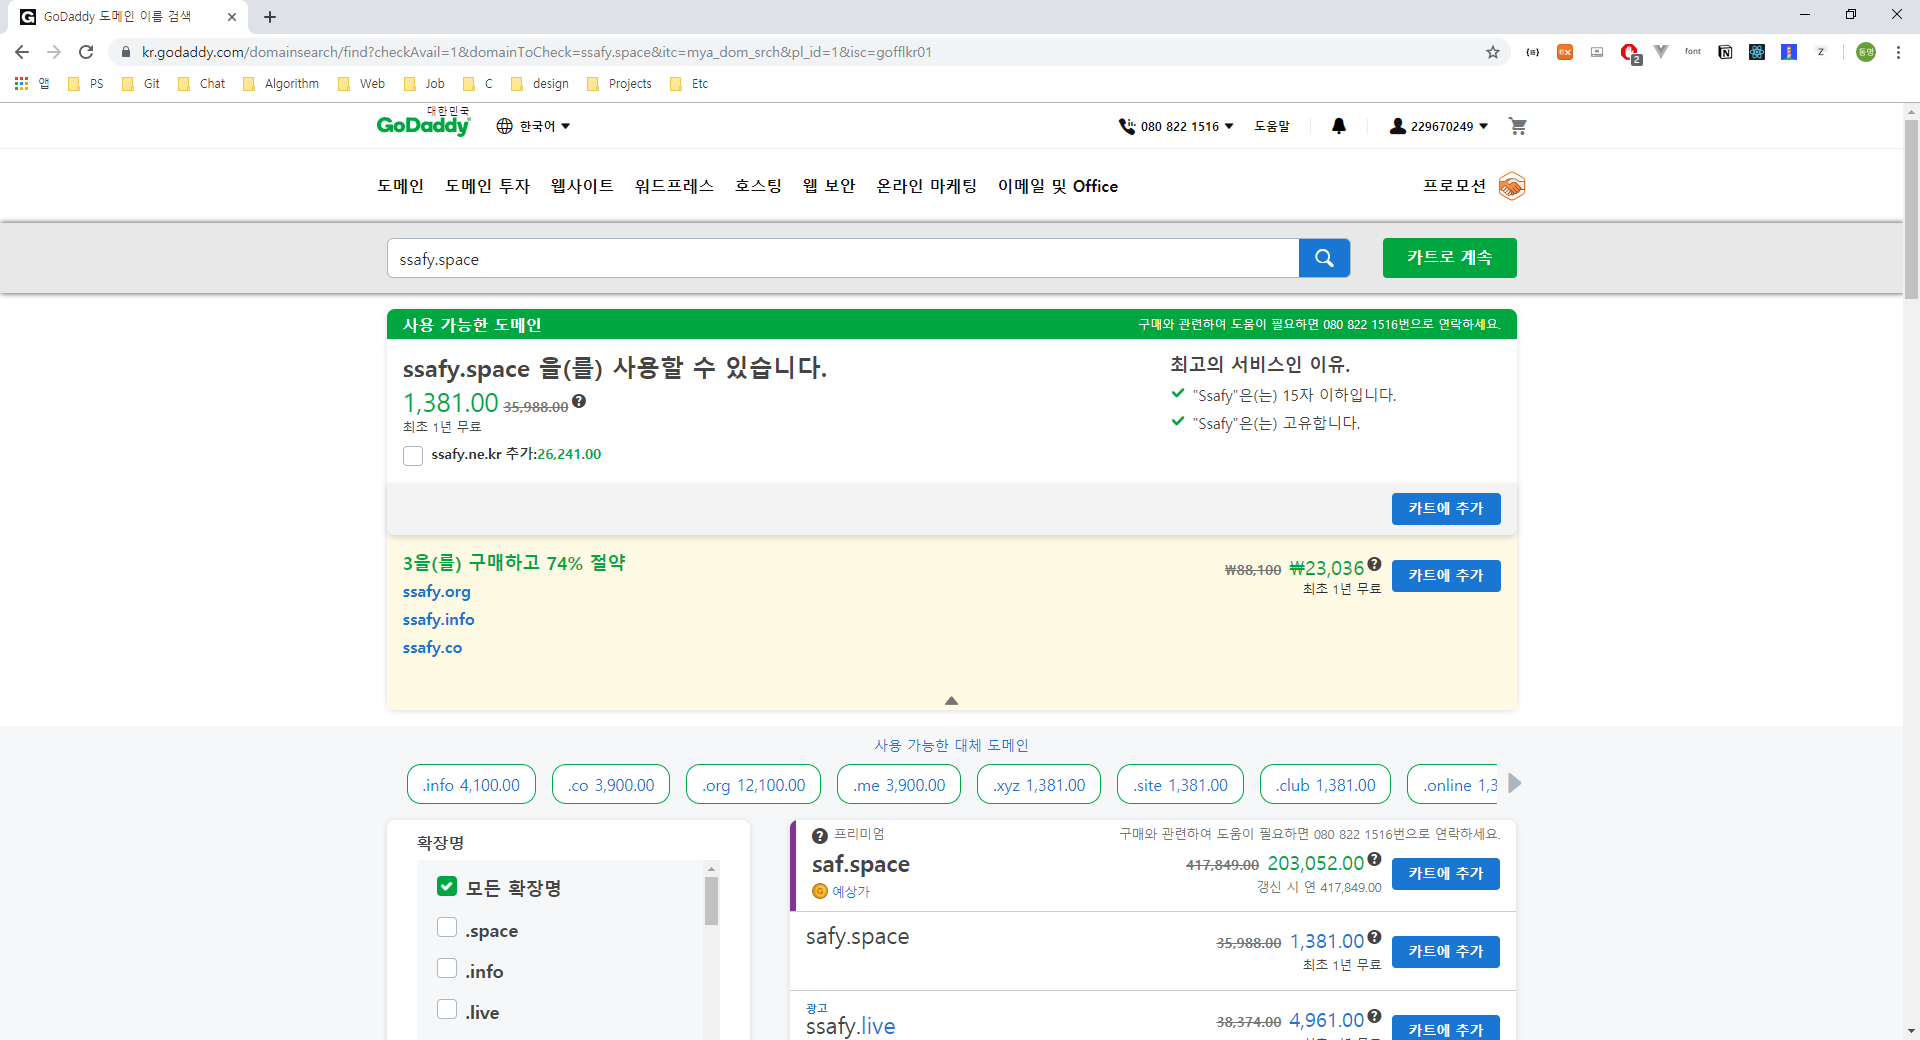 GoDaddy 도메인 이름 검색
kr.godaddy.com/domainsearch/find?checkAvail=1&domainToCheck=ssafy.space&itc=mya_dom_srch&pl_id=1&isc=gofflkr01
font
2
Z
동명
앱
PS
Git
Chat
Algorithm
Web
Job
C
design
Projects
Etc
대한민국
GoDaddy
한국어
080 822 1516
도움말
229670249
도메인
도메인 투자
웹사이트
워드프레스
호스팅
웹 보안
온라인 마케팅
이메일 및 Office
프로모션
ssafy.space
카트로 계속
사용 가능한 도메인
구매와 관련하여 도움이 필요하면 080 822 1516번으로 연락하세요.
ssafy.space 을(를) 사용할 수 있습니다.
1,381.00 35,988.00
최초 1년 무료
ssafy.ne.kr 추가:26,241.00
최고의 서비스인 이유.
"Ssafy"은(는) 15자 이하입니다.
"Ssafy"은(는) 고유합니다.
카트에 추가
3을(를) 구매하고 74% 절약
ssafy.org
ssafy.info
ssafy.co
₩88,100 ₩23,036
최초 1년 무료
카트에 추가
사용 가능한 대체 도메인
.info 4,100.00
.co 3,900.00
.org 12,100.00
.me 3,900.00
.xyz 1,381.00
.site 1,381.00
.club 1,381.00
.online 1,3
확장명
모든 확장명
.space
.info
.live
프리미엄
구매와 관련하여 도움이 필요하면 080 822 1516번으로 연락하세요.
saf.space
예상가
417,849.00 203,052.00
갱신 시 연 417,849.00
카트에 추가
safy.space
35,988.00 1,381.00
최초 1년 무료
카트에 추가
광고
ssafy.live
38,374.00 4,961.00
카트에 추가